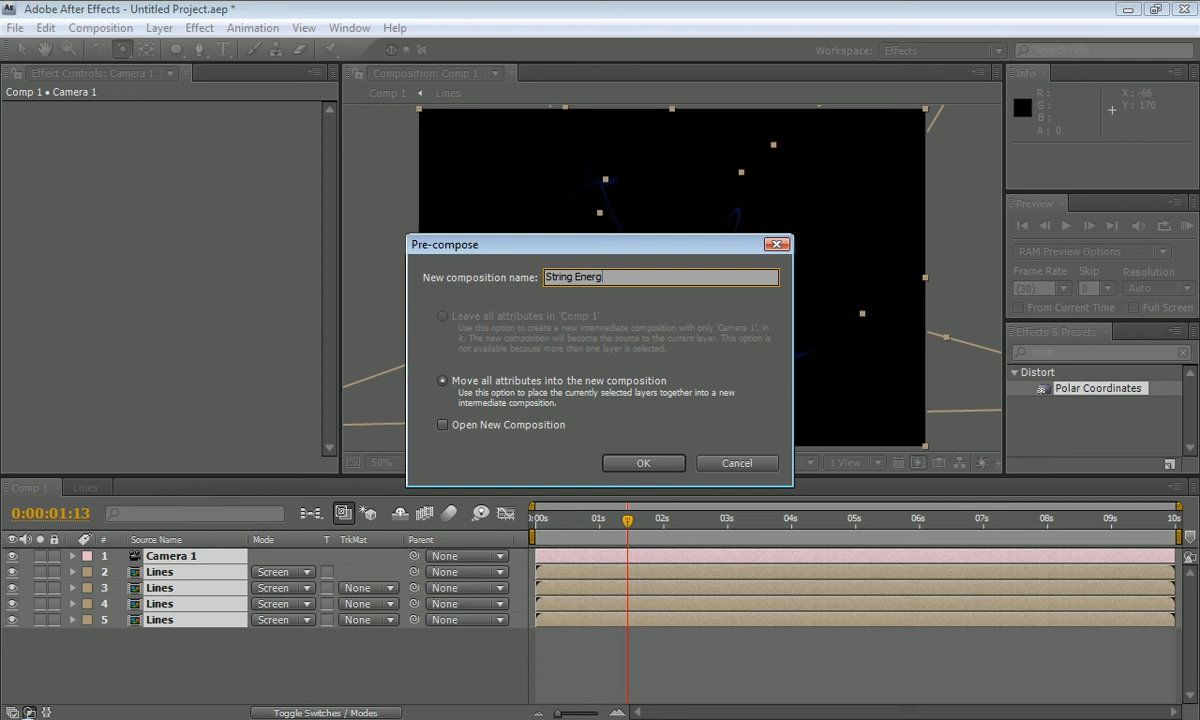 Adobe After Effects - Untitled Project.aep *
File Edit Composition Layer Effect Animation View Window Help
Workspace: Effects
Search Help
Effect Controls: Camera 1
Composition: Comp 1
Info
Comp 1 • Camera 1
Comp 1 Lines
R :
G :
B :
A : 0
X : -66
Y : 170
Preview
RAM Preview Options
Frame Rate Skip Resolution
(30) 0 Auto
From Current Time Full Screen
Effects & Presets
polar
Distort
Polar Coordinates
Pre-compose
New composition name: String Energ
Leave all attributes in 'Comp 1'
Use this option to create a new intermediate composition with only 'Camera 1', in
it. The new composition will become the source to the current layer. This option is
not available because more than one layer is selected.
Move all attributes into the new composition
Use this option to place the currently selected layers together into a new
intermediate composition.
Open New Composition
OK Cancel
50%
1 View
Comp 1 Lines
0:00:01:13
0:00s 01s 02s 03s 04s 05s 06s 07s 08s 09s 10s
# Source Name Mode T TrkMat Parent
1 Camera 1 None
2 Lines Screen None
3 Lines Screen None None
4 Lines Screen None None
5 Lines Screen None None
Toggle Switches / Modes